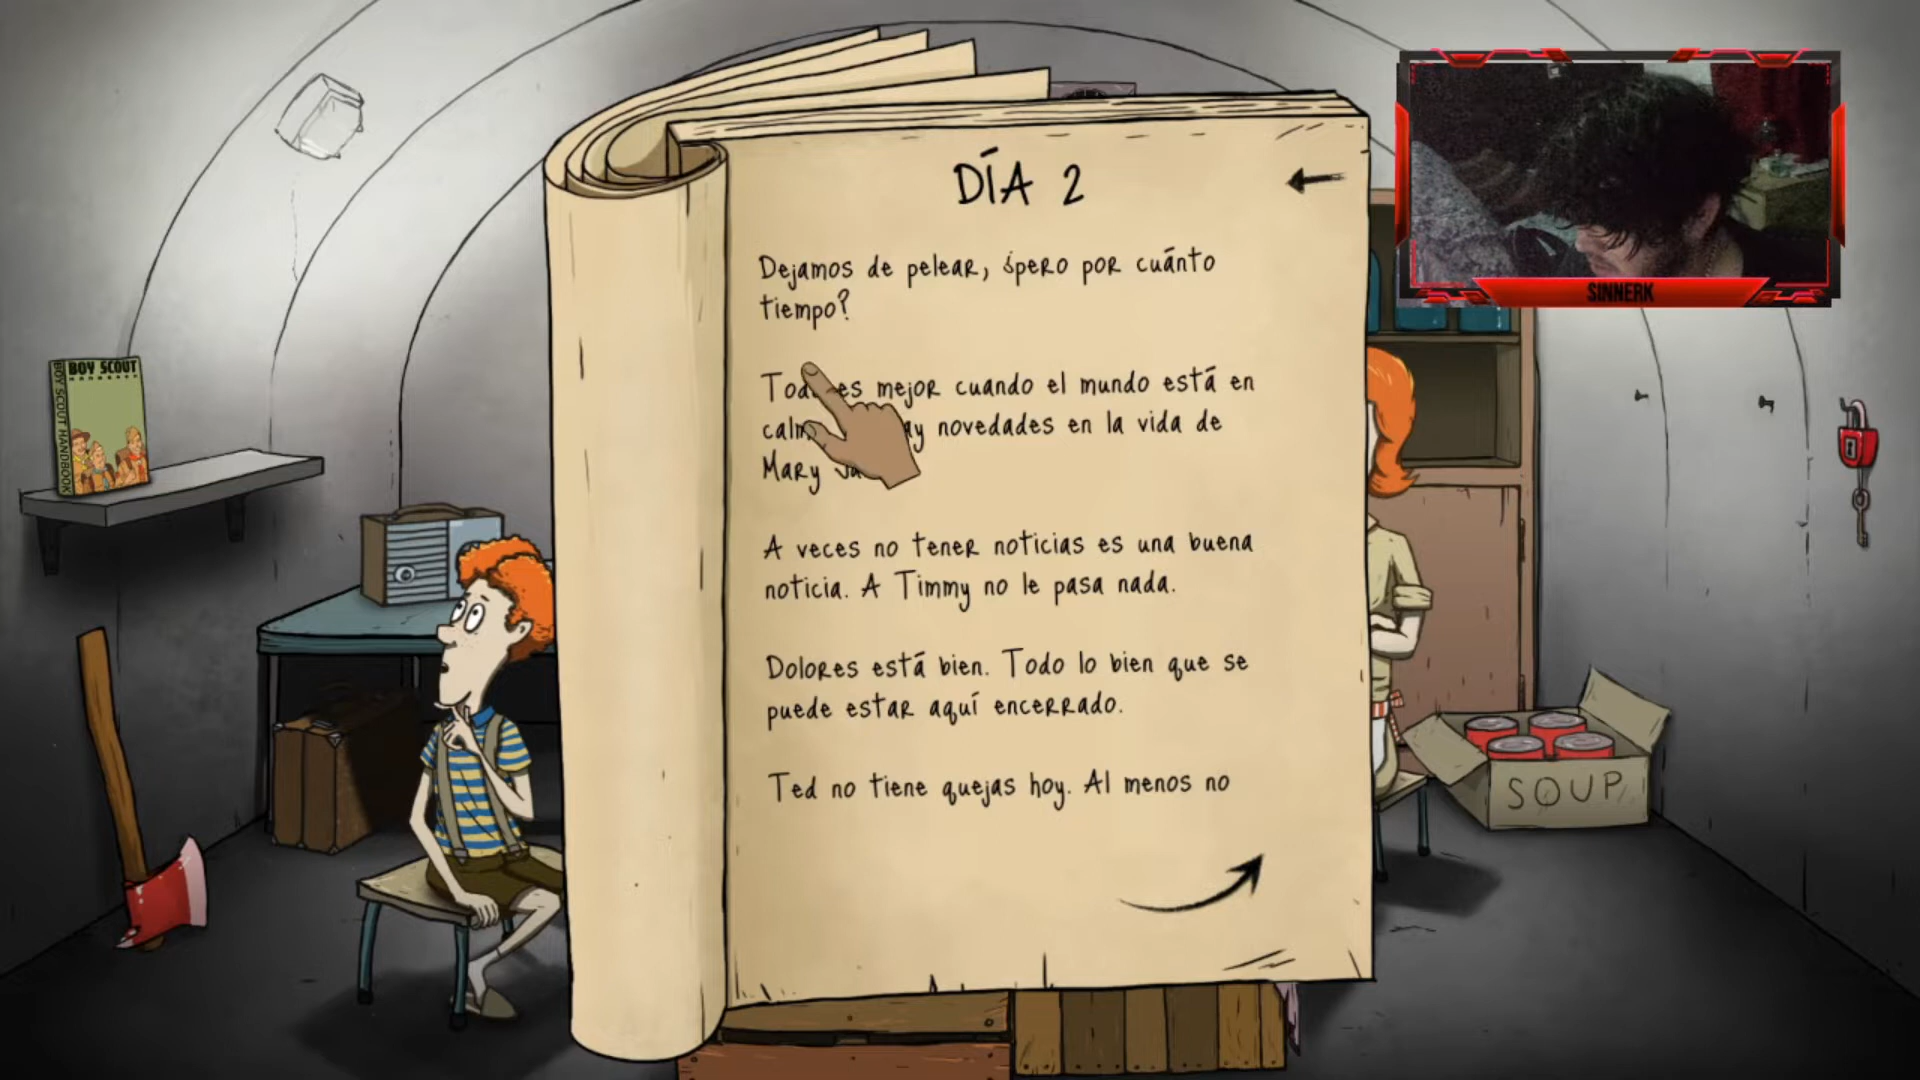 DÍA 2
Dejamos de pelear, ¿pero por cuánto
tiempo?
es mejor cuando el mundo está en
novedades en la vida de
Mary
A veces no tener noticias es una buena
noticia. A Timmy no le pasa nada.
Dolores está bien. Todo lo bien que se
puede estar aquí encerrado.
Ted no tiene quejas hoy. Al menos no
BOY SCOUT
HANDBOOK
BOY SCOUT HANDBOOK
SOUP
SINNERK